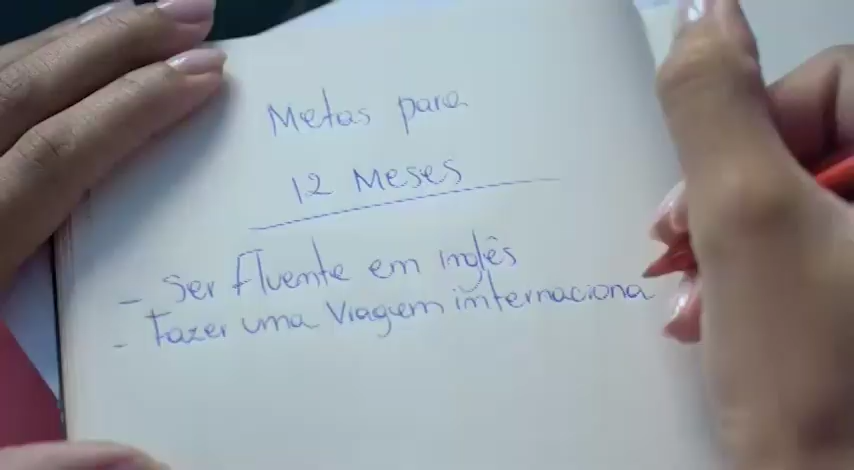 Metas para
12 Meses
- Ser fluente em inglês
- Fazer uma viagem internaciona